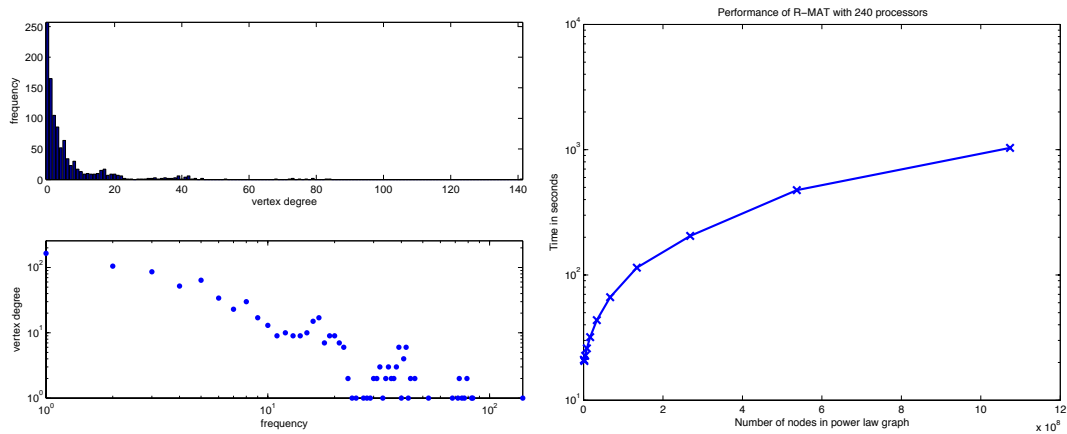 250
200
150
100
50
0
frequency
0 20 40 60 80 100 120 140
vertex degree
10^2
10^1
10^0
vertex degree
10^0 10^1 10^2
frequency
Performance of R−MAT with 240 processors
10^4
10^3
10^2
10^1
Time in seconds
0 2 4 6 8 10 12
x 10^8
Number of nodes in power law graph